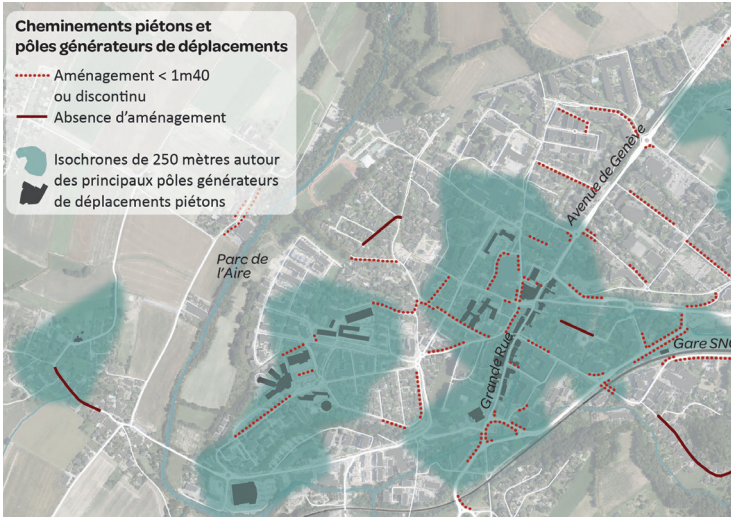 Cheminements piétons et
pôles générateurs de déplacements
Aménagement < 1m40
ou discontinu
Absence d'aménagement
Isochrones de 250 mètres autour
des principaux pôles générateurs
de déplacements piétons
Avenue de Genève
Parc de
l'Aire
Grande Rue
Gare SNC